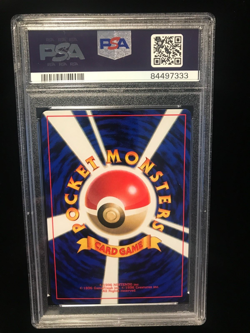 PSA
PSA
84497333
POCKET MONSTERS
CARD GAME